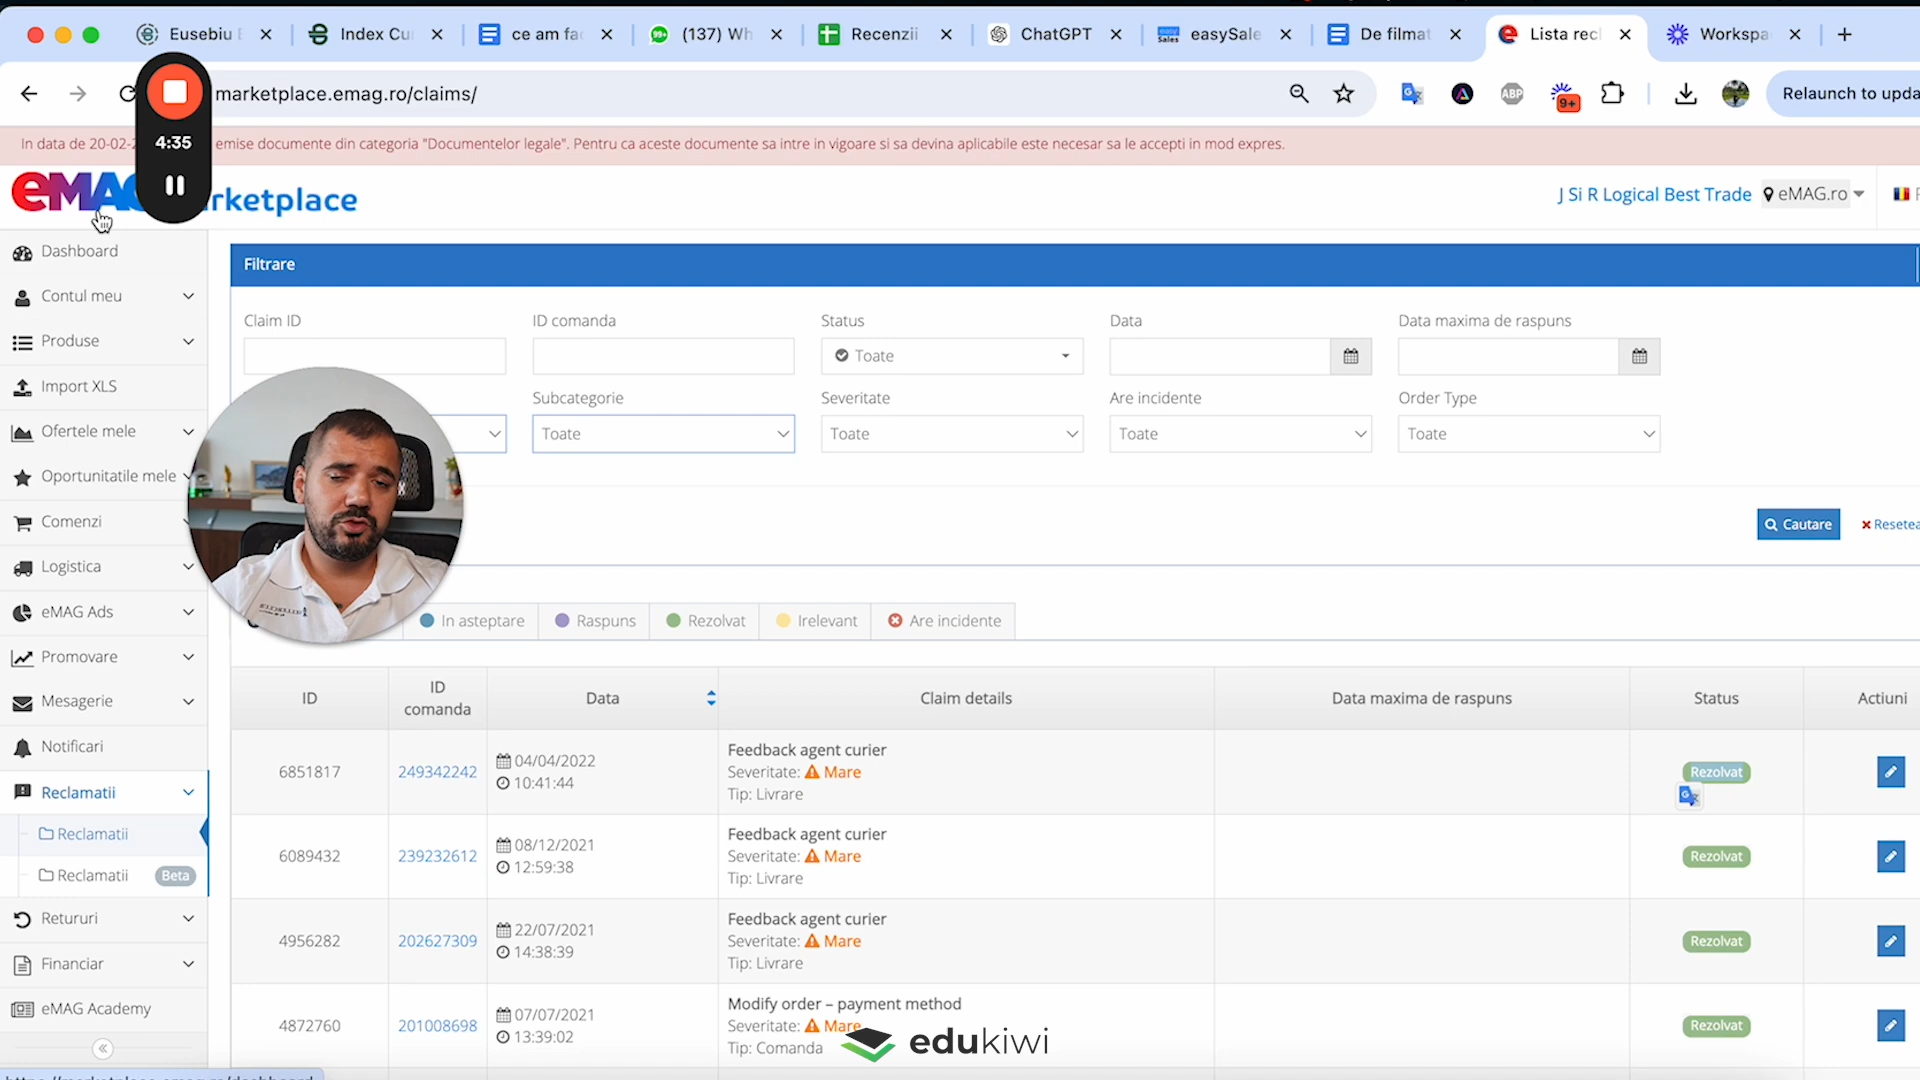 Eusebiu
Index Cu
ce am fa
(137) Wh
Recenzii
ChatGPT
easySale
De filmat
Lista recl
Workspa
marketplace.emag.ro/claims/
ABP
9+
Relaunch to upda
In data de 20-02-2
emise documente din categoria "Documentelor legale". Pentru ca aceste documente sa intre in vigoare si sa devina aplicabile este necesar sa le accepti in mod expres.
4:35
eMAG
rketplace
J Si R Logical Best Trade
eMAG.ro
Dashboard
Contul meu
Produse
Import XLS
Ofertele mele
Oportunitatile mele
Comenzi
Logistica
eMAG Ads
Promovare
Mesagerie
Notificari
Reclamatii
Reclamatii
Reclamatii Beta
Retururi
Financiar
eMAG Academy
Filtrare
Claim ID
ID comanda
Status
Data
Data maxima de raspuns
Toate
Subcategorie
Severitate
Are incidente
Order Type
Toate
Toate
Toate
Toate
Cautare
Resetea
In asteptare
Raspuns
Rezolvat
Irelevant
Are incidente
ID
ID comanda
Data
Claim details
Data maxima de raspuns
Status
Actiuni
6851817
249342242
04/04/2022
10:41:44
Feedback agent curier
Severitate: Mare
Tip: Livrare
Rezolvat
6089432
239232612
08/12/2021
12:59:38
Feedback agent curier
Severitate: Mare
Tip: Livrare
Rezolvat
4956282
202627309
22/07/2021
14:38:39
Feedback agent curier
Severitate: Mare
Tip: Livrare
Rezolvat
4872760
201008698
07/07/2021
13:39:02
Modify order – payment method
Severitate: Mare
Tip: Comanda
Rezolvat
edukiwi